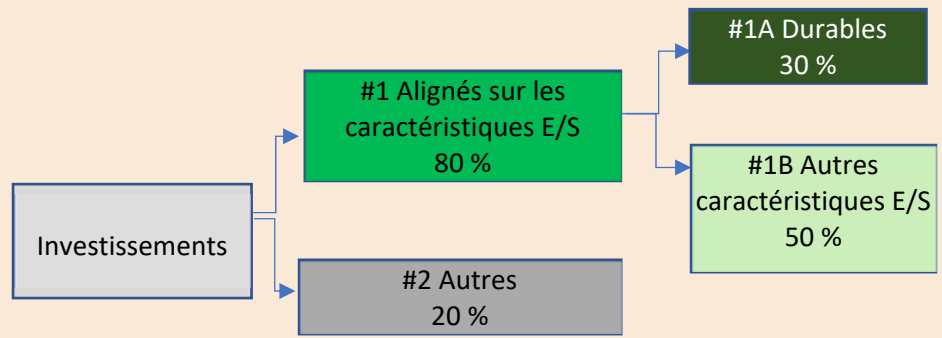 #1A Durables
30 %
#1 Alignés sur les
caractéristiques E/S
80 %
#1B Autres
caractéristiques E/S
50 %
Investissements
#2 Autres
20 %